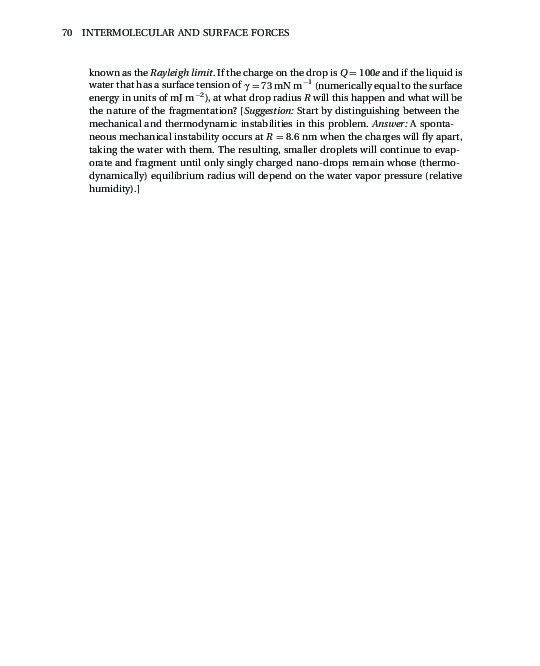 70 INTERMOLECULAR AND SURFACE FORCES
known as the Rayleigh limit. If the charge on the drop is Q = 100e and if the liquid is
water that has a surface tension of γ = 73 mN m⁻¹ (numerically equal to the surface
energy in units of mJ m⁻²), at what drop radius R will this happen and what will be
the nature of the fragmentation? [Suggestion: Start by distinguishing between the
mechanical and thermodynamic instabilities in this problem. Answer: A sponta-
neous mechanical instability occurs at R = 8.6 nm when the charges will fly apart,
taking the water with them. The resulting, smaller droplets will continue to evap-
orate and fragment until only singly charged nano-drops remain whose (thermo-
dynamically) equilibrium radius will depend on the water vapor pressure (relative
humidity).]